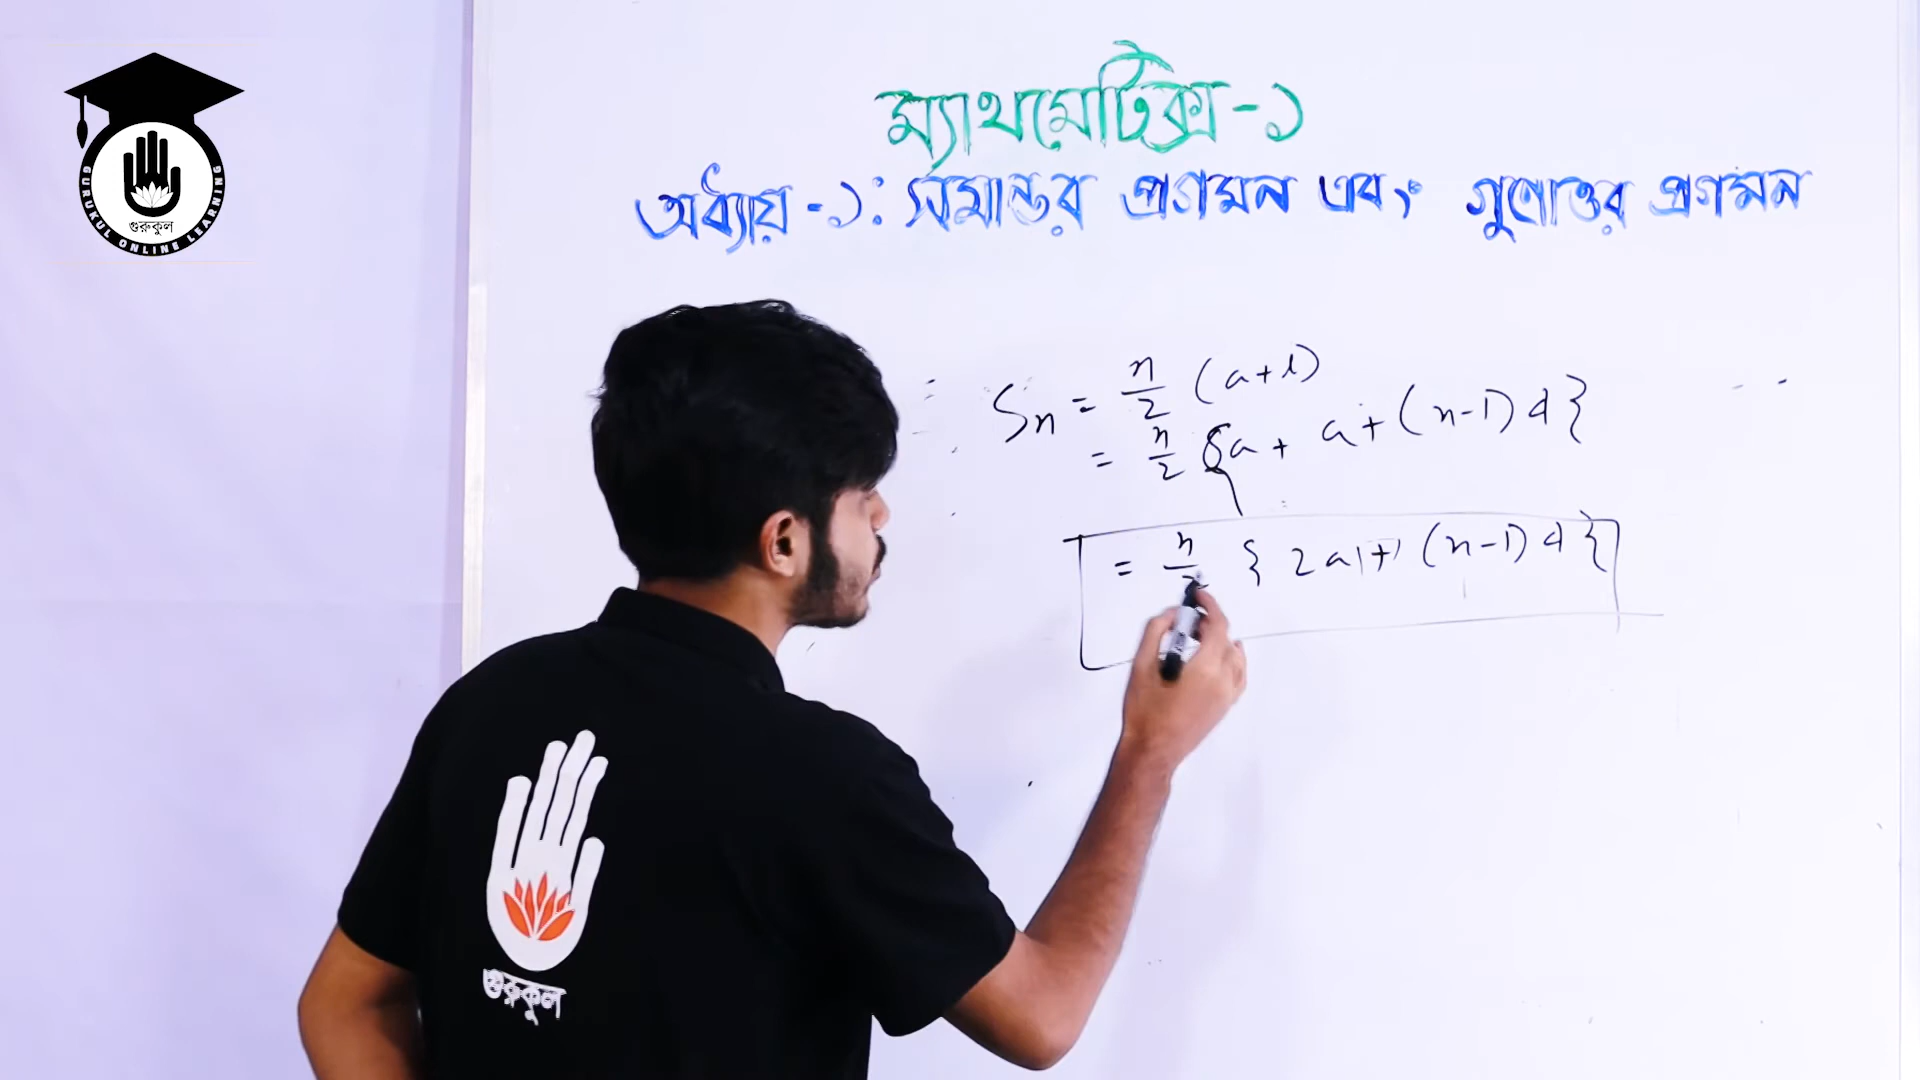 GURUKUL ONLINE LEARNING
গুরুকুল
ম্যাথমেটিক্স-১
অধ্যায়-১: সমান্তর প্রগমন এবং গুণোত্তর প্রগমন
Sn = n/2 (a+l)
= n/2 {a + a+(n-1)d}
= n/2 {2a+(n-1)d}
গুরুকুল